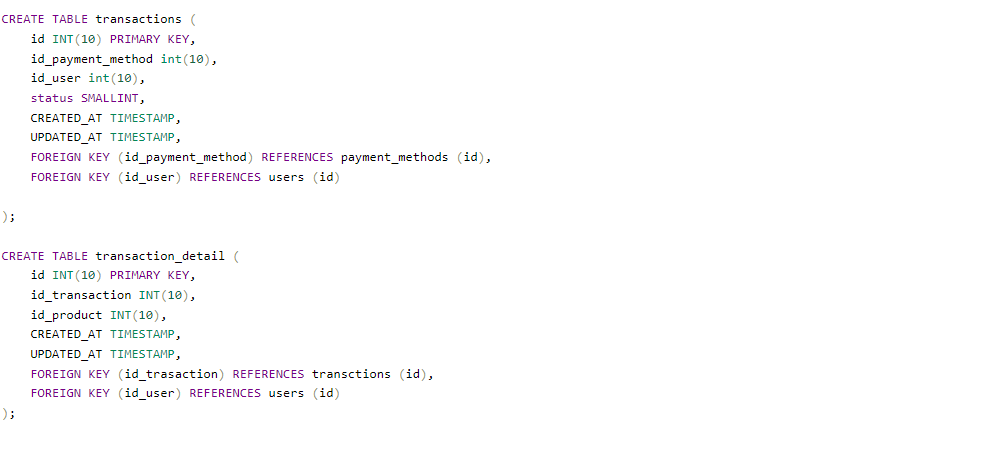 CREATE TABLE transactions (
id INT(10) PRIMARY KEY,
id_payment_method int(10),
id_user int(10),
status SMALLINT,
CREATED_AT TIMESTAMP,
UPDATED_AT TIMESTAMP,
FOREIGN KEY (id_payment_method) REFERENCES payment_methods (id),
FOREIGN KEY (id_user) REFERENCES users (id)
);
CREATE TABLE transaction_detail (
id INT(10) PRIMARY KEY,
id_transaction INT(10),
id_product INT(10),
CREATED_AT TIMESTAMP,
UPDATED_AT TIMESTAMP,
FOREIGN KEY (id_trasaction) REFERENCES transctions (id),
FOREIGN KEY (id_user) REFERENCES users (id)
);